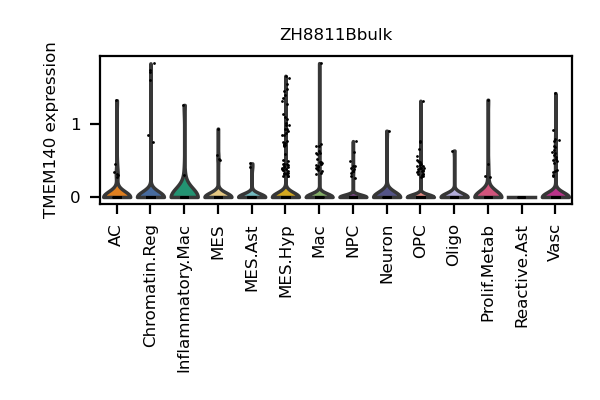 ZH8811Bbulk
TMEM140 expression
1
0
AC
Chromatin.Reg
Inflammatory.Mac
MES
MES.Ast
MES.Hyp
Mac
NPC
Neuron
OPC
Oligo
Prolif.Metab
Reactive.Ast
Vasc